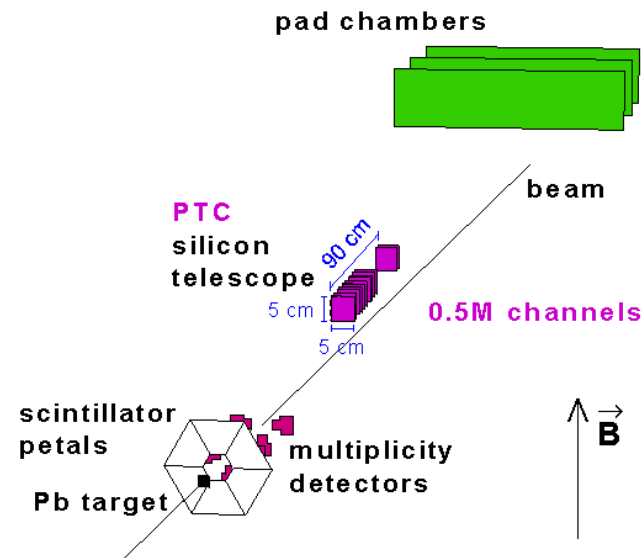 pad chambers
beam
PTC
silicon
telescope
90 cm
5 cm
5 cm
0.5M channels
scintillator
petals
multiplicity
detectors
Pb target
B